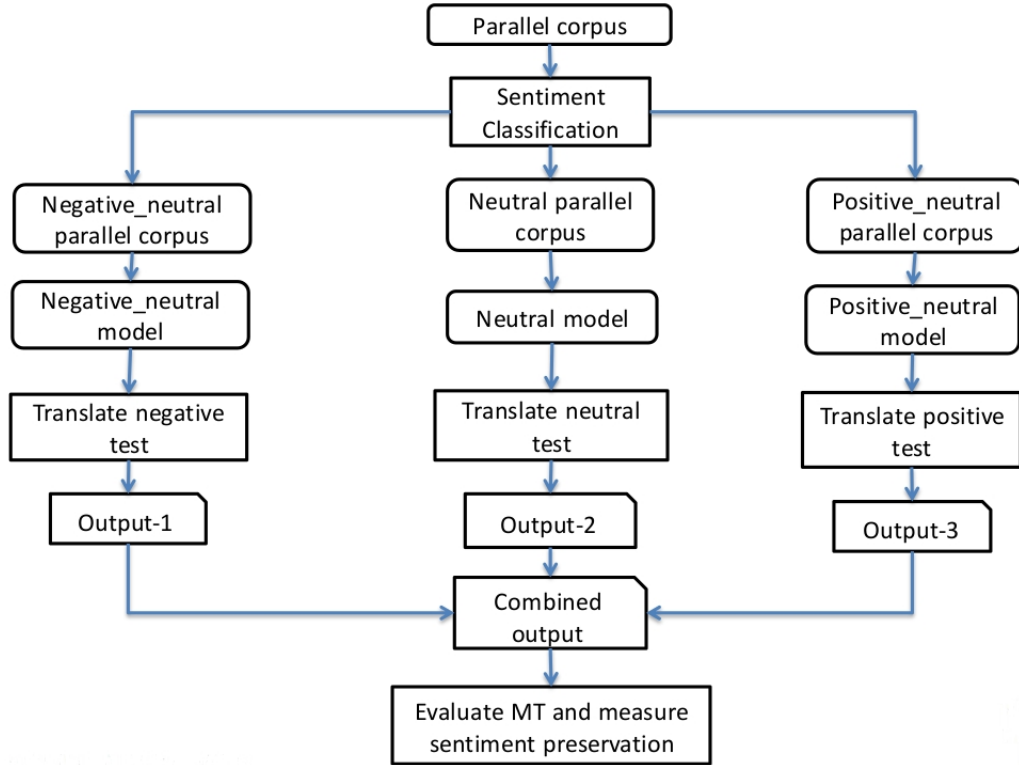 Parallel corpus
Sentiment
Classification
Negative_neutral
parallel corpus
Neutral parallel
corpus
Positive_neutral
parallel corpus
Negative_neutral
model
Neutral model
Positive_neutral
model
Translate negative
test
Translate neutral
test
Translate positive
test
Output-1
Output-2
Output-3
Combined
output
Evaluate MT and measure
sentiment preservation